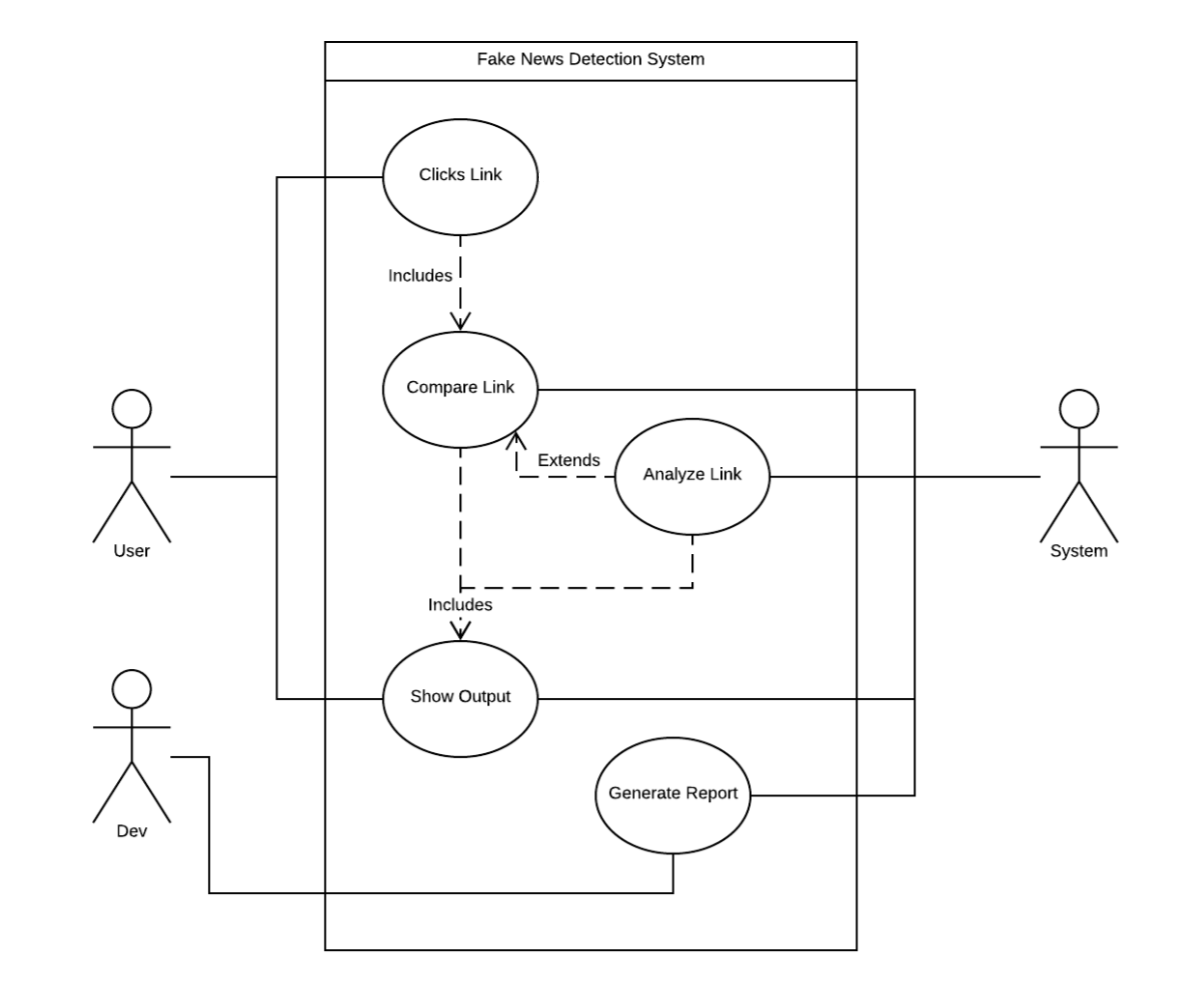 Fake News Detection System
Clicks Link
Includes
Compare Link
Extends
Analyze Link
User
System
Includes
Show Output
Generate Report
Dev